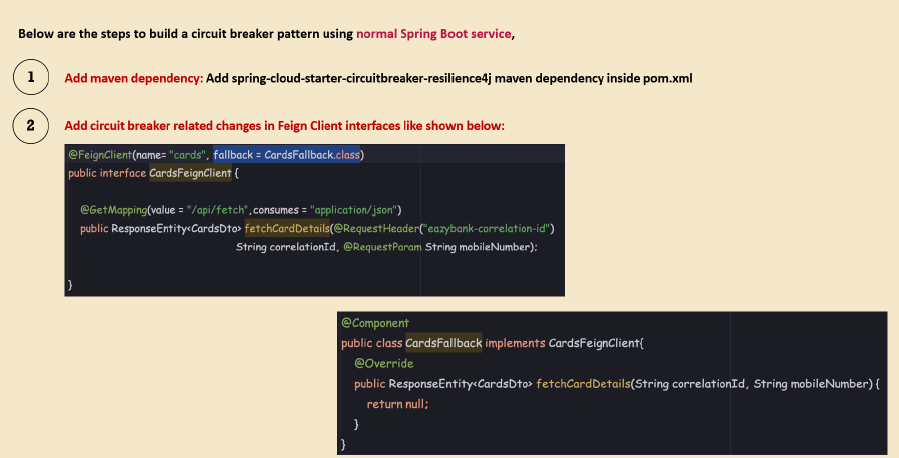 Below are the steps to build a circuit breaker pattern using normal Spring Boot service,
1
Add maven dependency: Add spring-cloud-starter-circuitbreaker-resilience4j maven dependency inside pom.xml
2
Add circuit breaker related changes in Feign Client interfaces like shown below:
@FeignClient(name= "cards", fallback = CardsFallback.class)
public interface CardsFeignClient {
@GetMapping(value = "/api/fetch",consumes = "application/json")
public ResponseEntity<CardsDto> fetchCardDetails(@RequestHeader("eazybank-correlation-id")
String correlationId, @RequestParam String mobileNumber);
}
@Component
public class CardsFallback implements CardsFeignClient{
@Override
public ResponseEntity<CardsDto> fetchCardDetails(String correlationId, String mobileNumber) {
return null;
}
}